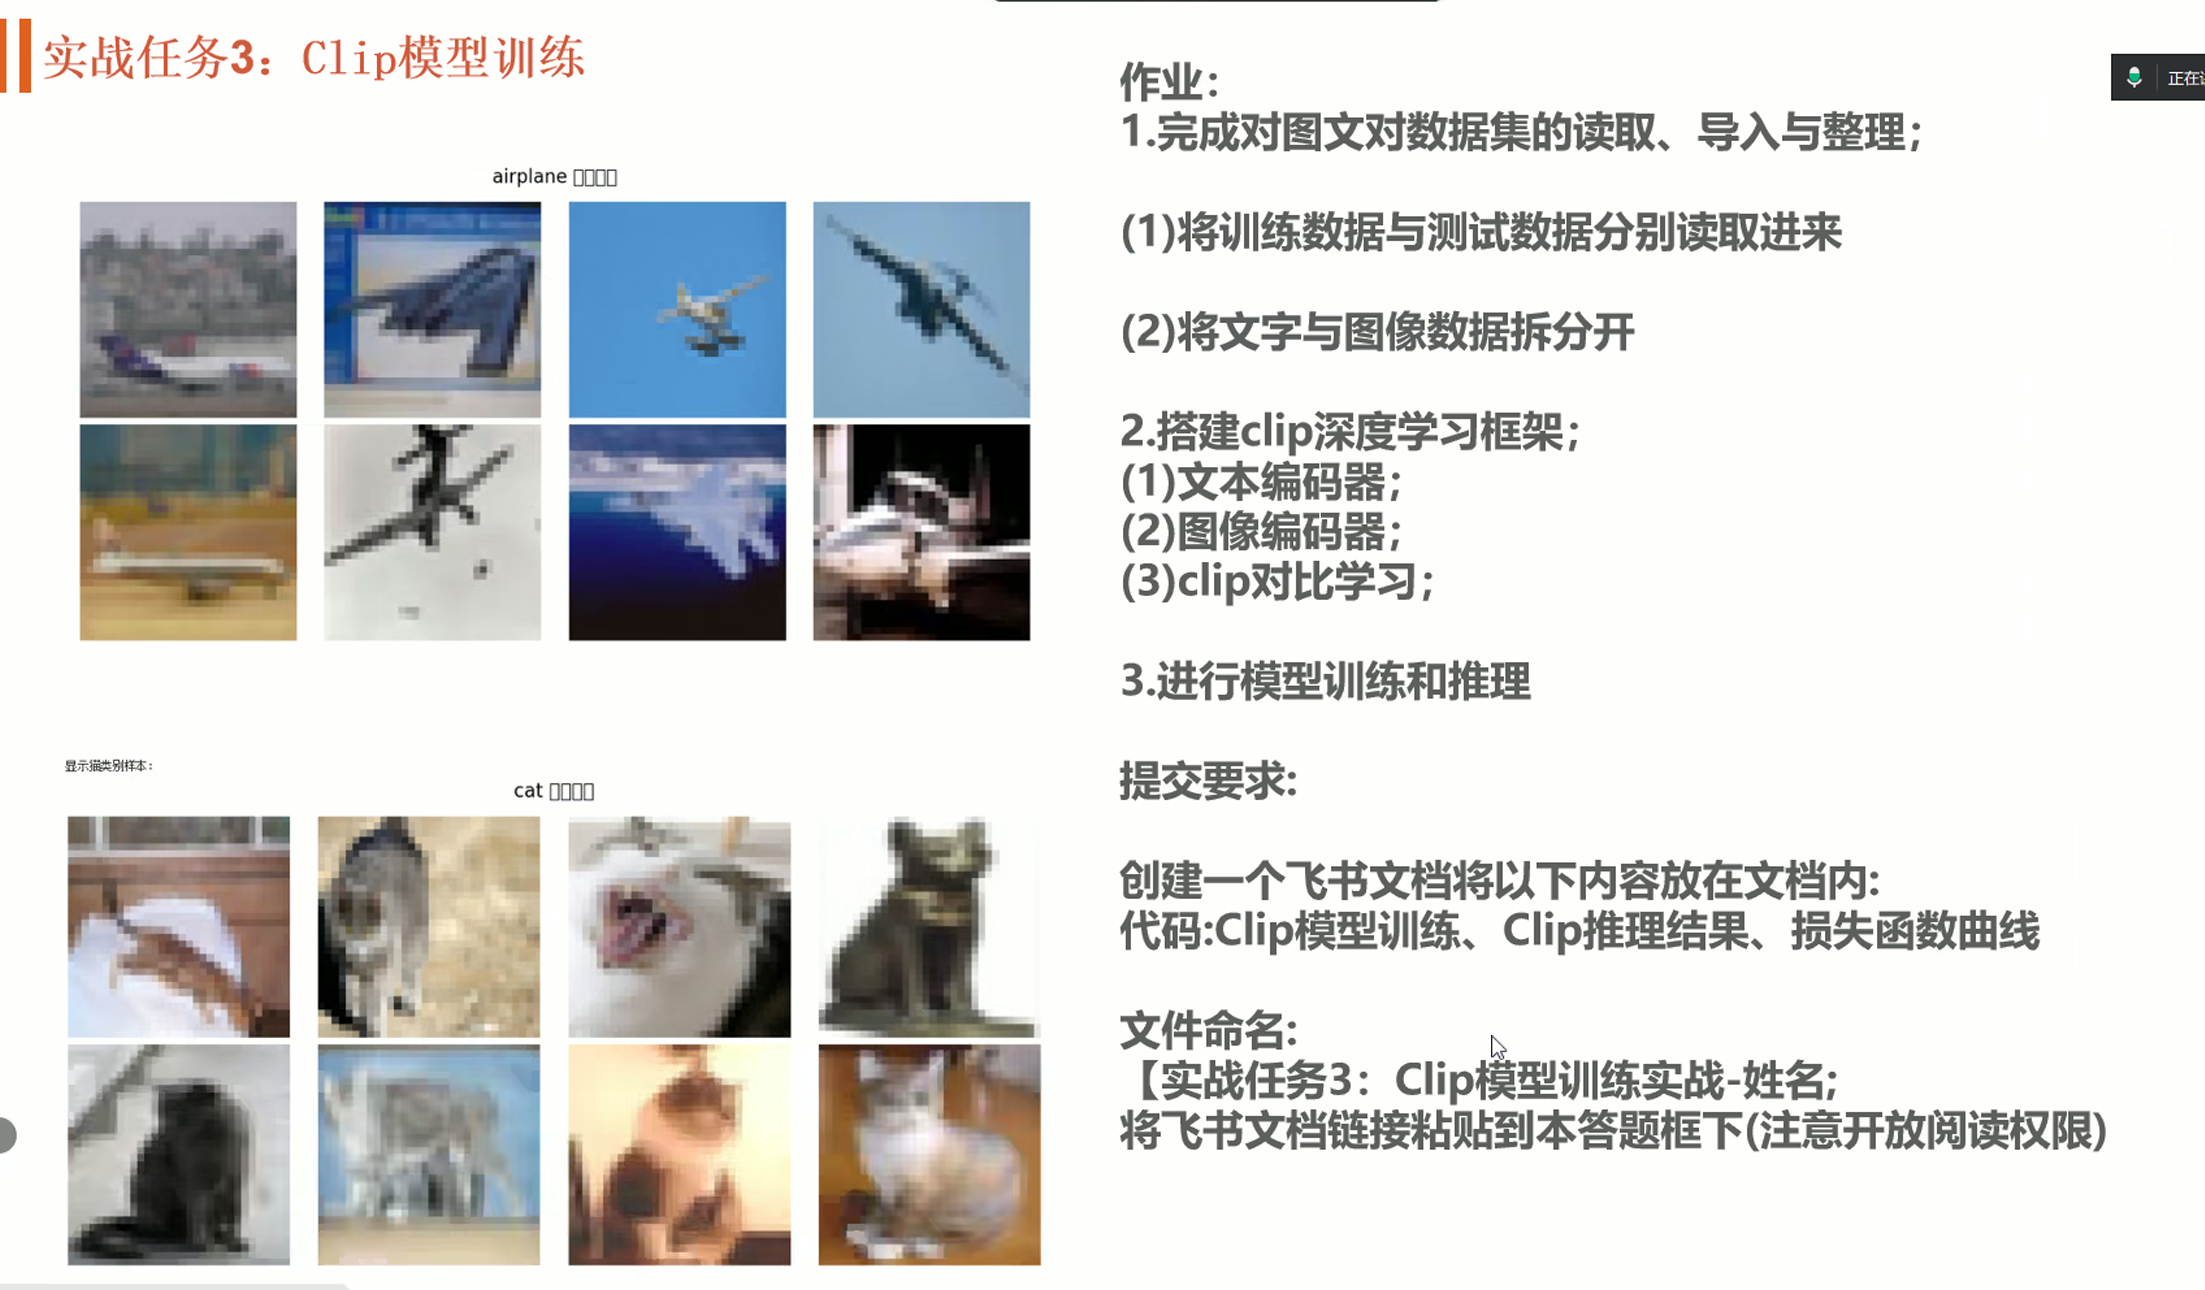 实战任务3：Clip模型训练
airplane
显示猫类别样本：
cat
作业：
1.完成对图文对数据集的读取、导入与整理；
(1)将训练数据与测试数据分别读取进来
(2)将文字与图像数据拆分开
2.搭建clip深度学习框架；
(1)文本编码器；
(2)图像编码器；
(3)clip对比学习；
3.进行模型训练和推理
提交要求:
创建一个飞书文档将以下内容放在文档内:
代码:Clip模型训练、Clip推理结果、损失函数曲线
文件命名:
【实战任务3：Clip模型训练实战-姓名;
将飞书文档链接粘贴到本答题框下(注意开放阅读权限)
正在